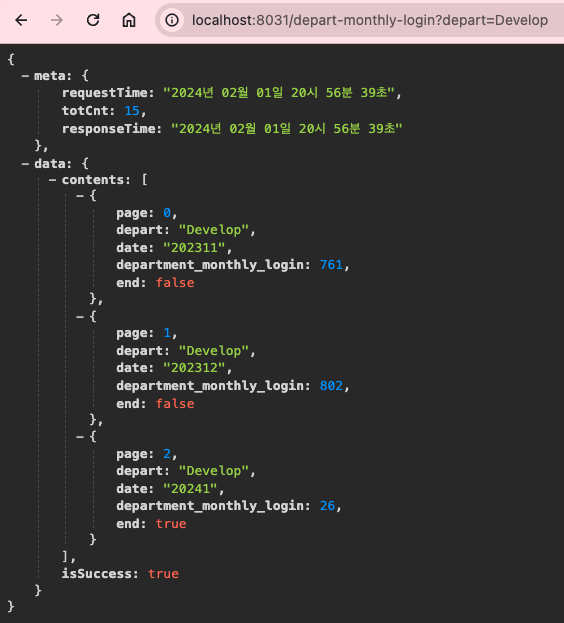 localhost:8031/depart-monthly-login?depart=Develop
{
– meta: {
requestTime: "2024년 02월 01일 20시 56분 39초",
totCnt: 15,
responseTime: "2024년 02월 01일 20시 56분 39초"
},
– data: {
– contents: [
– {
page: 0,
depart: "Develop",
date: "202311",
department_monthly_login: 761,
end: false
},
– {
page: 1,
depart: "Develop",
date: "202312",
department_monthly_login: 802,
end: false
},
– {
page: 2,
depart: "Develop",
date: "20241",
department_monthly_login: 26,
end: true
}
],
isSuccess: true
}
}